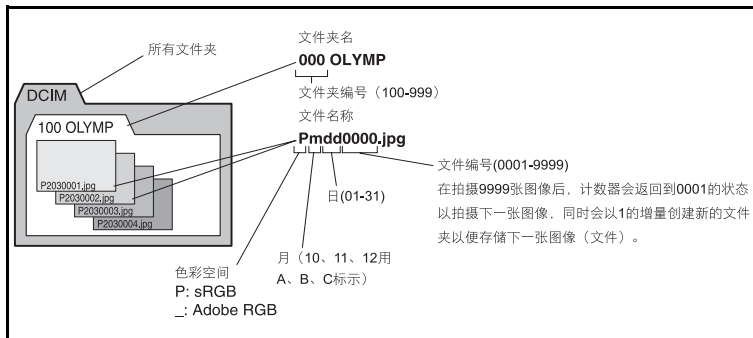 所有文件夹
文件夹名
000 OLYMP
文件夹编号（100-999）
文件名称
Pmdd0000.jpg
DCIM
100 OLYMP
P2030001.jpg
P2030002.jpg
P2030003.jpg
P2030004.jpg
日(01-31)
文件编号(0001-9999)
在拍摄9999张图像后，计数器会返回到0001的状态
以拍摄下一张图像，同时会以1的增量创建新的文件
夹以便存储下一张图像（文件）。
月（10、11、12用
A、B、C标示）
色彩空间
P: sRGB
_: Adobe RGB